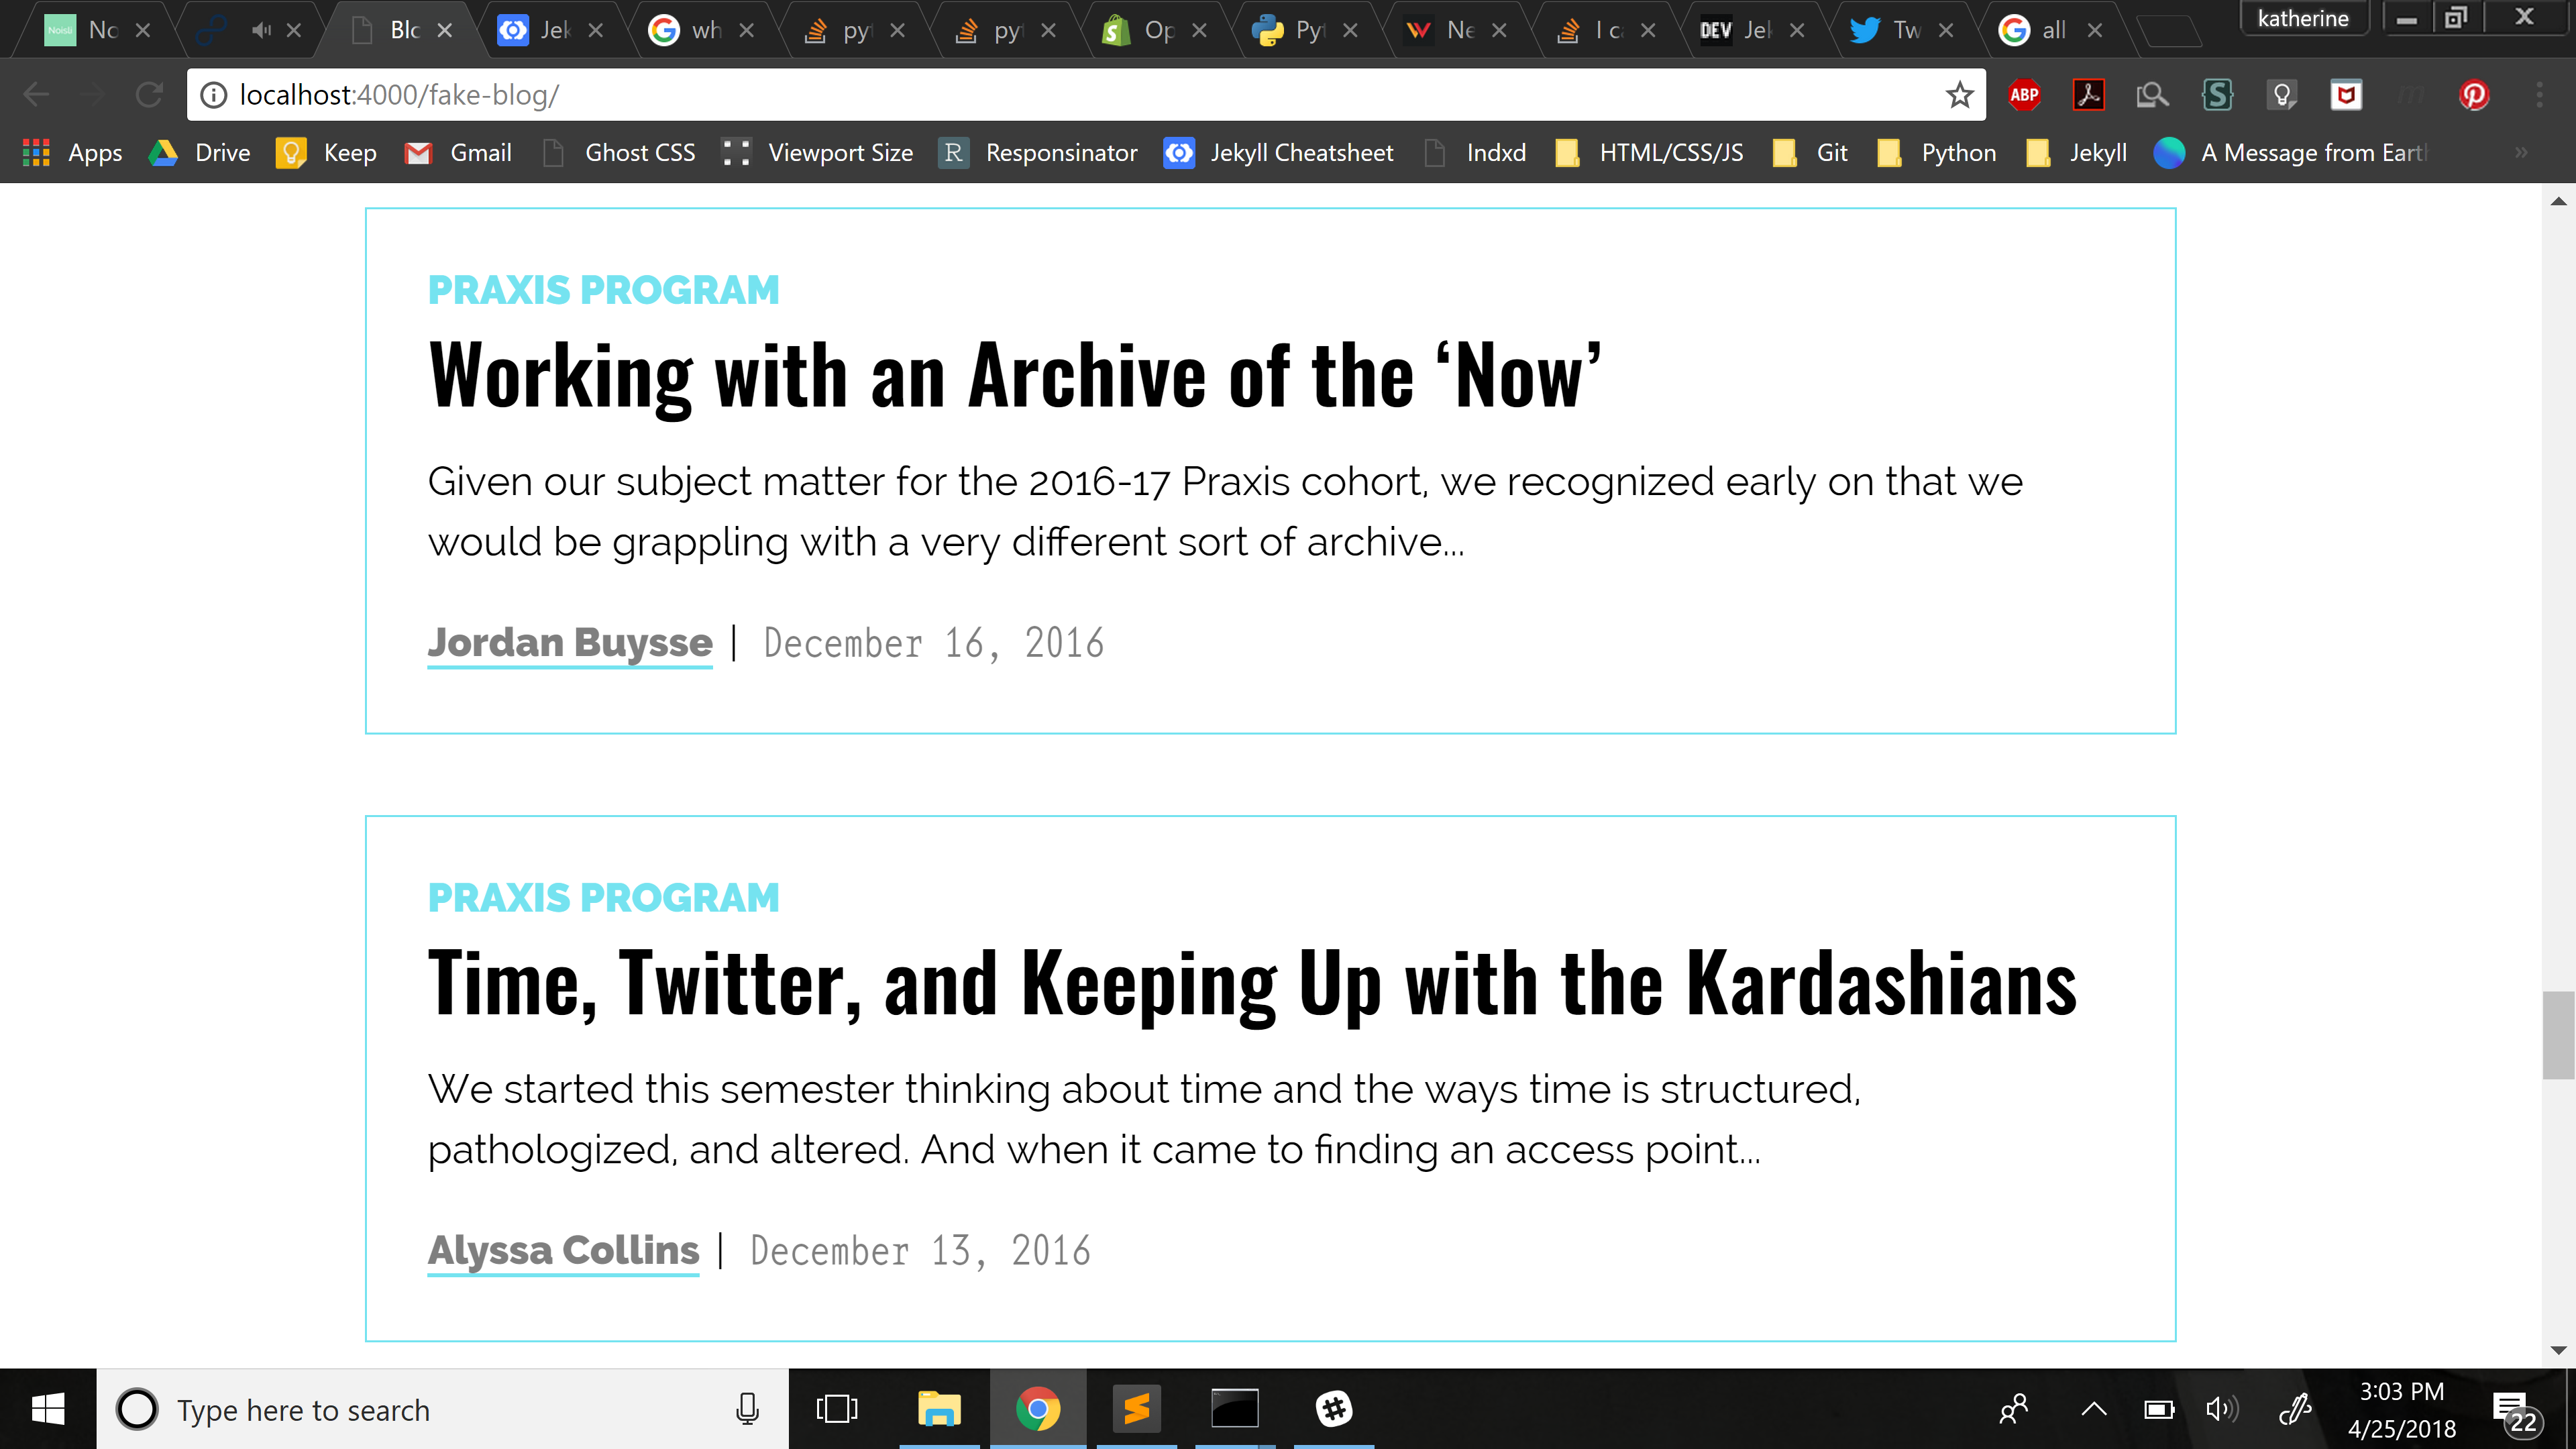 Noisli No Blo Jek wh pyt pyt Op Pyt Ne I ca DEV Jek Tw all katherine
localhost:4000/fake-blog/ ABP
Apps Drive Keep Gmail Ghost CSS Viewport Size R Responsinator Jekyll Cheatsheet Indxd HTML/CSS/JS Git Python Jekyll A Message from Eart »
PRAXIS PROGRAM
Working with an Archive of the ‘Now’
Given our subject matter for the 2016-17 Praxis cohort, we recognized early on that we
would be grappling with a very different sort of archive...
Jordan Buysse | December 16, 2016
PRAXIS PROGRAM
Time, Twitter, and Keeping Up with the Kardashians
We started this semester thinking about time and the ways time is structured,
pathologized, and altered. And when it came to finding an access point...
Alyssa Collins | December 13, 2016
Type here to search
3:03 PM
4/25/2018
22